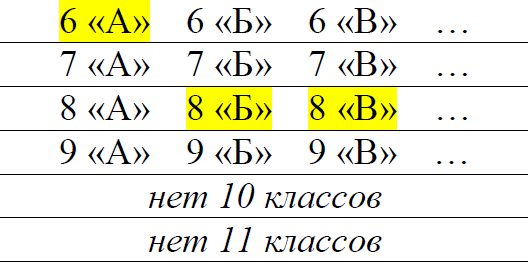 6 «А» 6 «Б» 6 «В» …
7 «А» 7 «Б» 7 «В» …
8 «А» 8 «Б» 8 «В» …
9 «А» 9 «Б» 9 «В» …
нет 10 классов
нет 11 классов